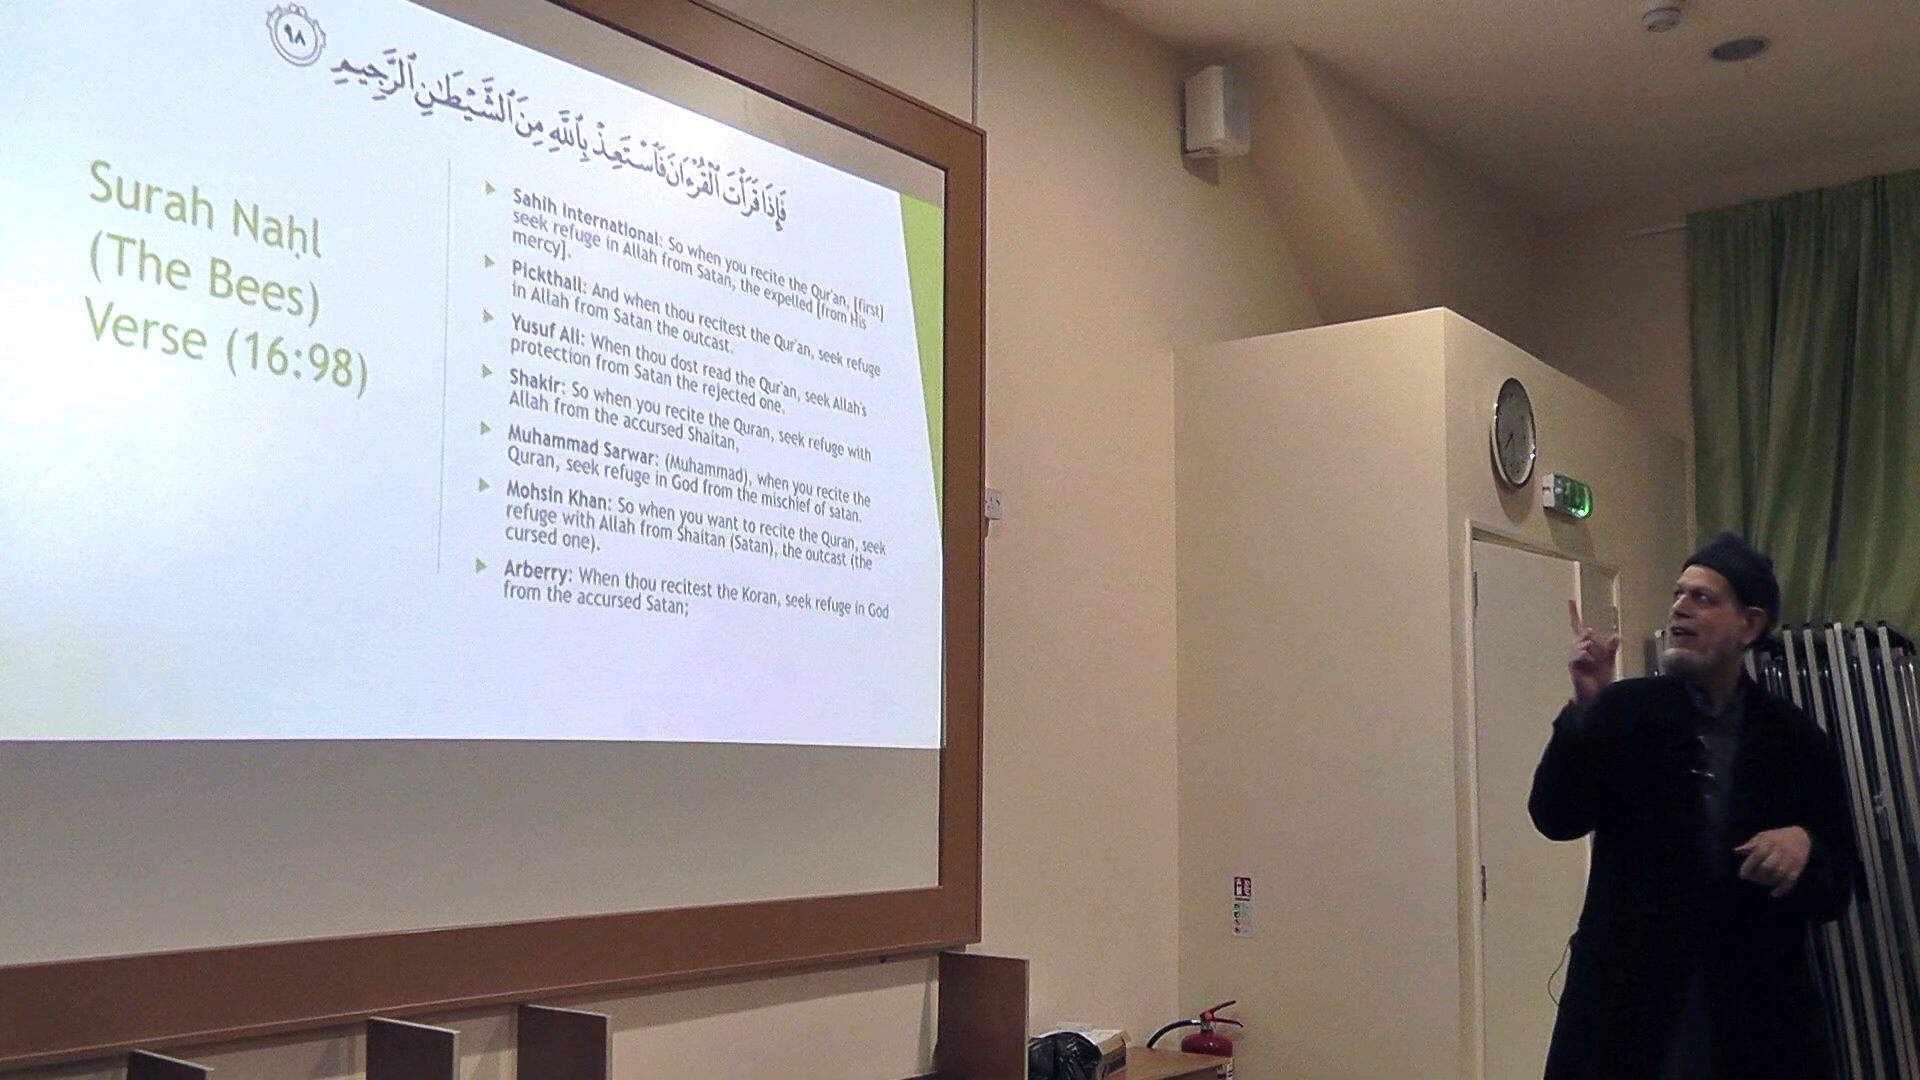 فَإِذَا قَرَأْتَ ٱلْقُرْءَانَ فَٱسْتَعِذْ بِٱللَّهِ مِنَ ٱلشَّيْطَـٰنِ ٱلرَّجِيمِ ٩٨
Surah Naḥl
(The Bees)
Verse (16:98)
Sahih International: So when you recite the Qur'an, [first]
seek refuge in Allah from Satan, the expelled [from His
mercy].
Pickthall: And when thou recitest the Qur'an, seek refuge
in Allah from Satan the outcast.
Yusuf Ali: When thou dost read the Qur'an, seek Allah's
protection from Satan the rejected one.
Shakir: So when you recite the Quran, seek refuge with
Allah from the accursed Shaitan,
Muhammad Sarwar: (Muhammad), when you recite the
Quran, seek refuge in God from the mischief of satan.
Mohsin Khan: So when you want to recite the Quran, seek
refuge with Allah from Shaitan (Satan), the outcast (the
cursed one).
Arberry: When thou recitest the Koran, seek refuge in God
from the accursed Satan;